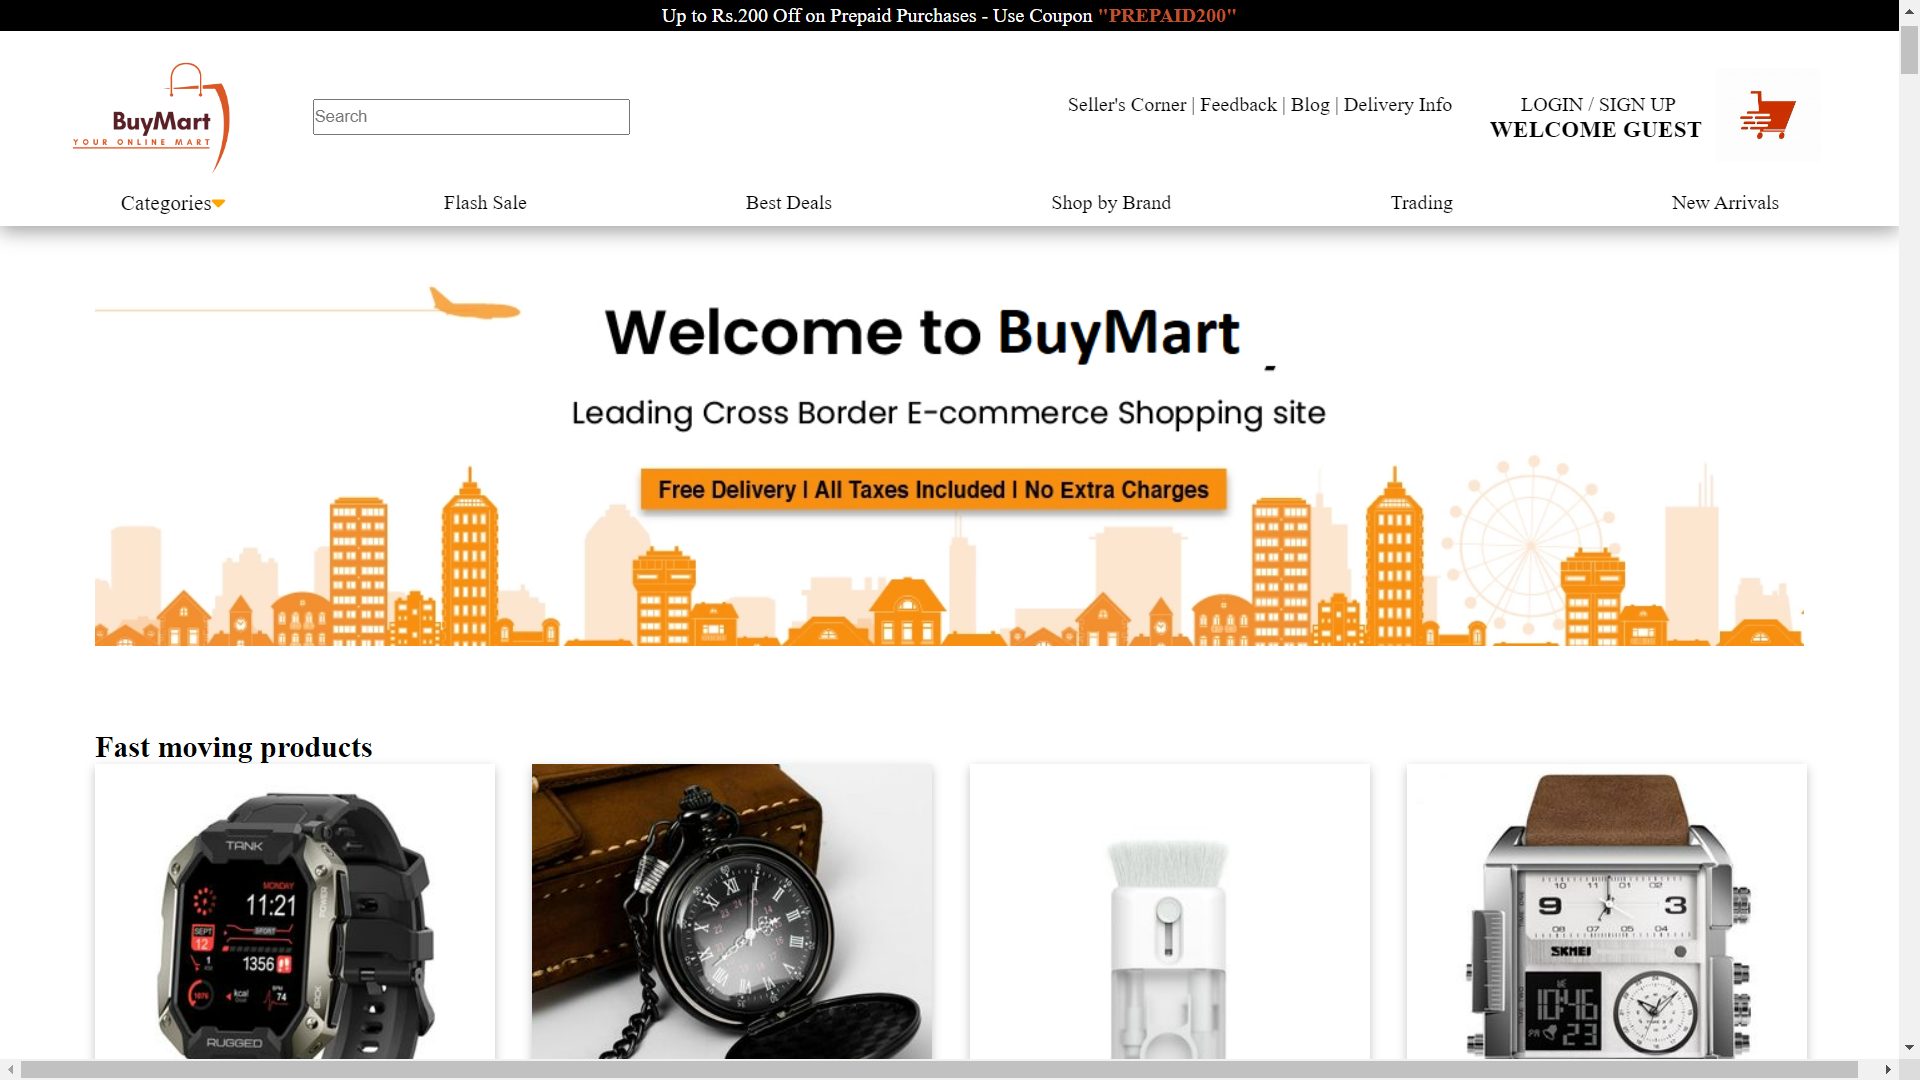 Up to Rs.200 Off on Prepaid Purchases - Use Coupon "PREPAID200"
BuyMart
YOUR ONLINE MART
Search
Seller's Corner | Feedback | Blog | Delivery Info
LOGIN / SIGN UP
WELCOME GUEST
Categories
Flash Sale
Best Deals
Shop by Brand
Trading
New Arrivals
Welcome to BuyMart
Leading Cross Border E-commerce Shopping site
Free Delivery | All Taxes Included | No Extra Charges
Fast moving products
TANK
MONDAY
11:21
POWER
SEPT
12
SPORT
1356
kcal
74
BACK
RUGGED
10 11 01 02
9 3
08 07 05 04
SKMEI
10:46
23